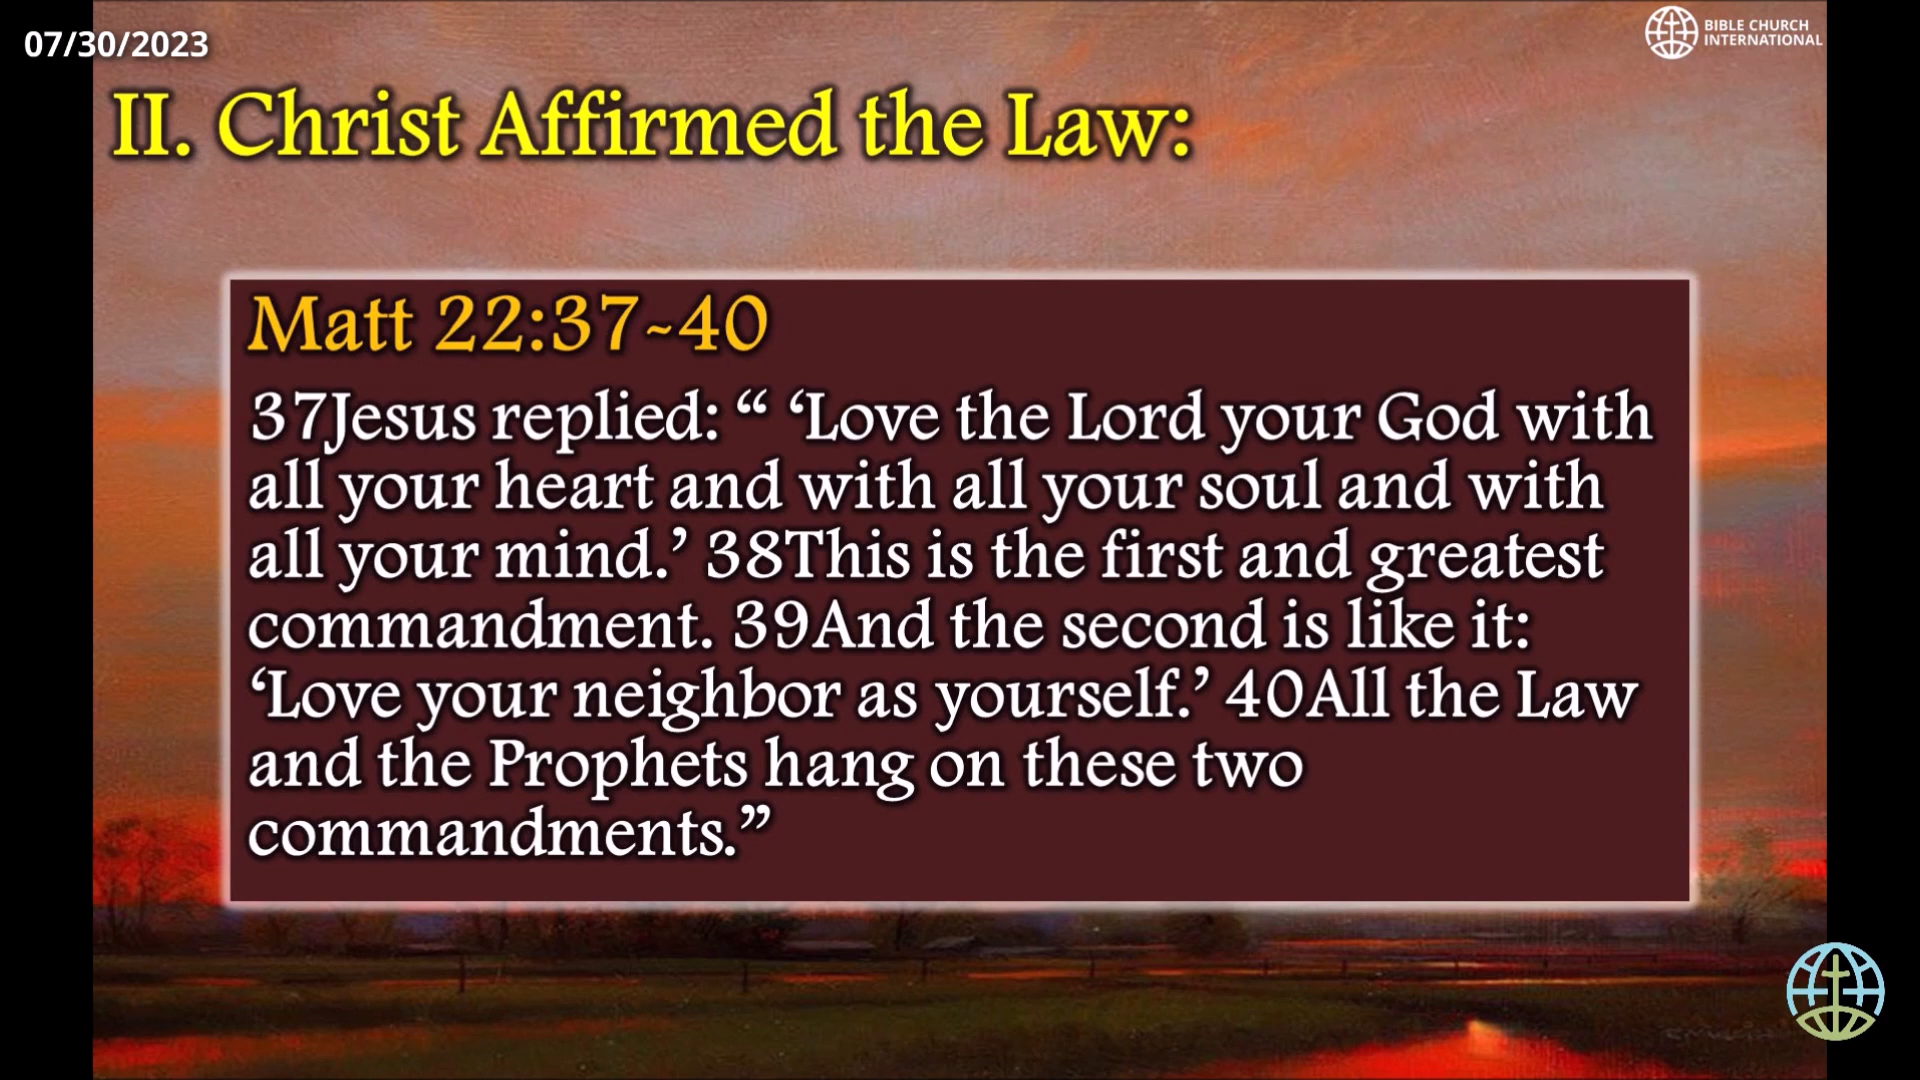 07/30/2023
BIBLE CHURCH
INTERNATIONAL
II. Christ Affirmed the Law:
Matt 22:37~40
37Jesus replied: “ ‘Love the Lord your God with
all your heart and with all your soul and with
all your mind.’ 38This is the first and greatest
commandment. 39And the second is like it:
‘Love your neighbor as yourself.’ 40All the Law
and the Prophets hang on these two
commandments.”